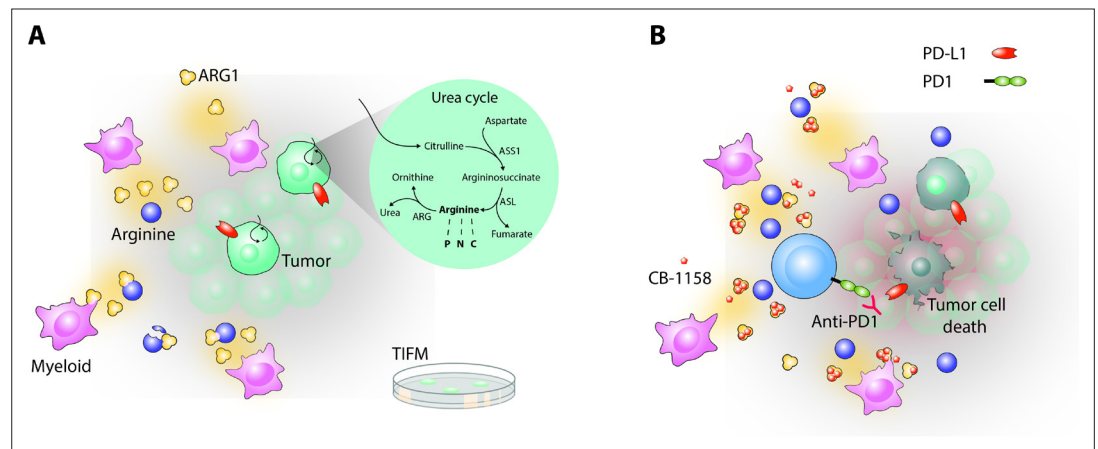 A
ARG1
Arginine
Myeloid
Tumor
Urea cycle
Aspartate
Citrulline
ASS1
Ornithine
Argininosuccinate
Urea
ARG
Arginine
ASL
P N C
Fumarate
TIFM
B
PD-L1
PD1
CB-1158
Anti-PD1
Tumor cell
death